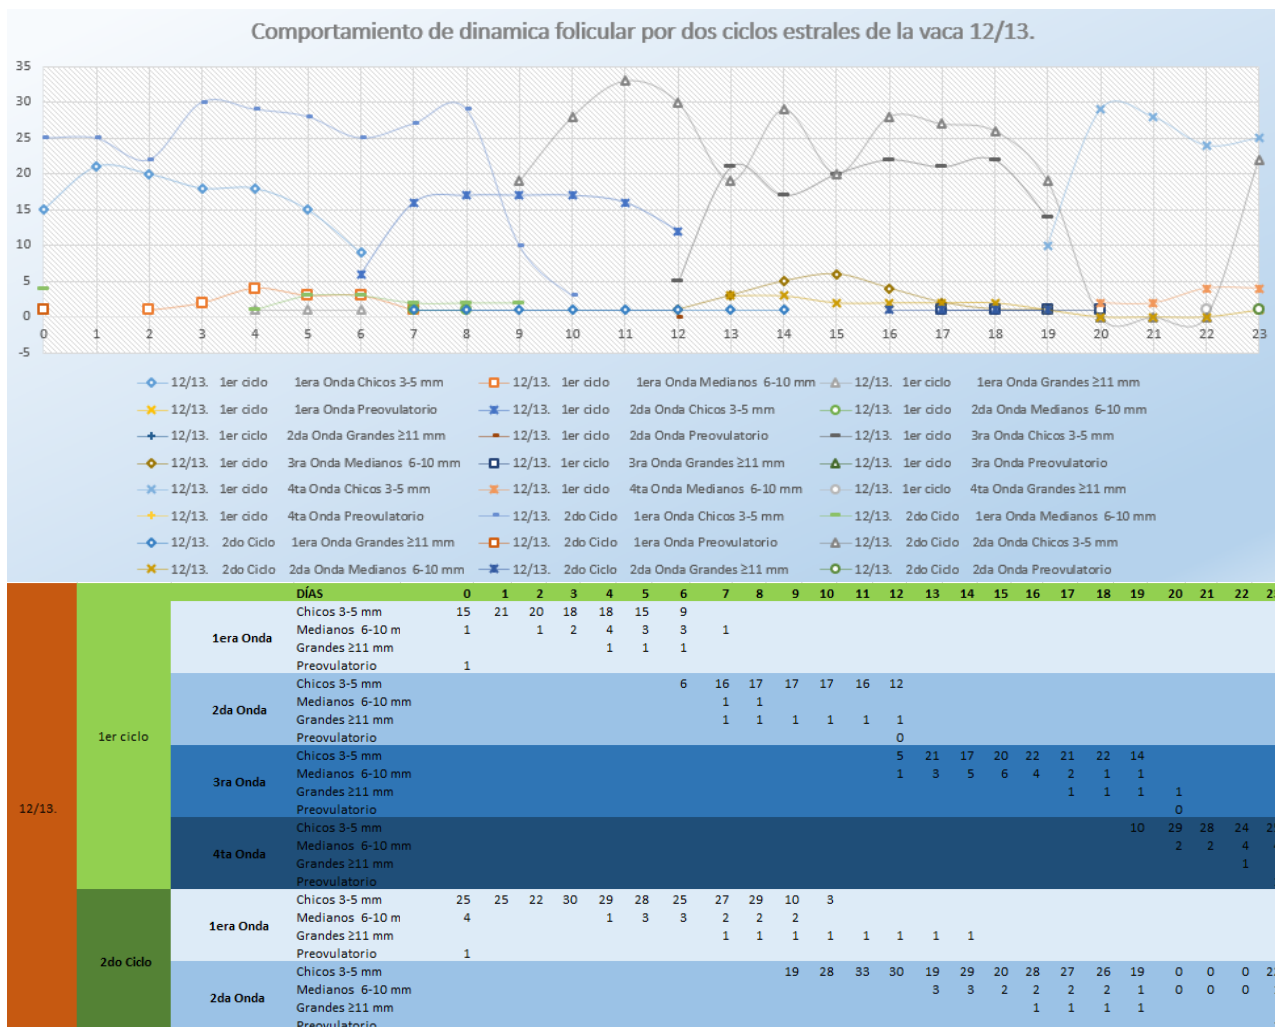 Comportamiento de dinamica folicular por dos ciclos estrales de la vaca 12/13.
35
30
25
20
15
10
5
0
-5
0 1 2 3 4 5 6 7 8 9 10 11 12 13 14 15 16 17 18 19 20 21 22 23
12/13. 1er ciclo 1era Onda Chicos 3-5 mm 12/13. 1er ciclo 1era Onda Medianos 6-10 mm 12/13. 1er ciclo 1era Onda Grandes ≥11 mm
12/13. 1er ciclo 1era Onda Preovulatorio 12/13. 1er ciclo 2da Onda Chicos 3-5 mm 12/13. 1er ciclo 2da Onda Medianos 6-10 mm
12/13. 1er ciclo 2da Onda Grandes ≥11 mm 12/13. 1er ciclo 2da Onda Preovulatorio 12/13. 1er ciclo 3ra Onda Chicos 3-5 mm
12/13. 1er ciclo 3ra Onda Medianos 6-10 mm 12/13. 1er ciclo 3ra Onda Grandes ≥11 mm 12/13. 1er ciclo 3ra Onda Preovulatorio
12/13. 1er ciclo 4ta Onda Chicos 3-5 mm 12/13. 1er ciclo 4ta Onda Medianos 6-10 mm 12/13. 1er ciclo 4ta Onda Grandes ≥11 mm
12/13. 1er ciclo 4ta Onda Preovulatorio 12/13. 2do Ciclo 1era Onda Chicos 3-5 mm 12/13. 2do Ciclo 1era Onda Medianos 6-10 mm
12/13. 2do Ciclo 1era Onda Grandes ≥11 mm 12/13. 2do Ciclo 1era Onda Preovulatorio 12/13. 2do Ciclo 2da Onda Chicos 3-5 mm
12/13. 2do Ciclo 2da Onda Medianos 6-10 mm 12/13. 2do Ciclo 2da Onda Grandes ≥11 mm 12/13. 2do Ciclo 2da Onda Preovulatorio
DÍAS 0 1 2 3 4 5 6 7 8 9 10 11 12 13 14 15 16 17 18 19 20 21 22
12/13.
1er ciclo
1era Onda
Chicos 3-5 mm 15 21 20 18 18 15 9
Medianos 6-10 m 1 1 2 4 3 3 1
Grandes ≥11 mm 1 1 1
Preovulatorio 1
2da Onda
Chicos 3-5 mm 6 16 17 17 17 16 12
Medianos 6-10 mm 1 1
Grandes ≥11 mm 1 1 1 1 1 1
Preovulatorio 0
3ra Onda
Chicos 3-5 mm 5 21 17 20 22 21 22 14
Medianos 6-10 mm 1 3 5 6 4 2 1 1
Grandes ≥11 mm 1 1 1 1
Preovulatorio 0
4ta Onda
Chicos 3-5 mm 10 29 28 24
Medianos 6-10 mm 2 2 4
Grandes ≥11 mm 1
Preovulatorio
2do Ciclo
1era Onda
Chicos 3-5 mm 25 25 22 30 29 28 25 27 29 10 3
Medianos 6-10 m 4 1 3 3 2 2 2
Grandes ≥11 mm 1 1 1 1 1 1 1 1
Preovulatorio 1
2da Onda
Chicos 3-5 mm 19 28 33 30 19 29 20 28 27 26 19 0 0 0
Medianos 6-10 mm 3 3 2 2 2 2 1 0 0 0
Grandes ≥11 mm 1 1 1 1
Preovulatorio